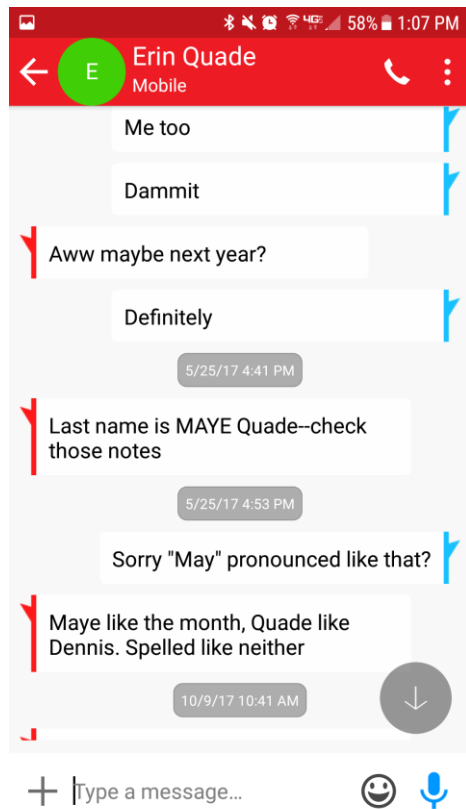 4G 58% 1:07 PM
E
Erin Quade
Mobile
Me too
Dammit
Aww maybe next year?
Definitely
5/25/17 4:41 PM
Last name is MAYE Quade--check
those notes
5/25/17 4:53 PM
Sorry "May" pronounced like that?
Maye like the month, Quade like
Dennis. Spelled like neither
10/9/17 10:41 AM
Type a message...